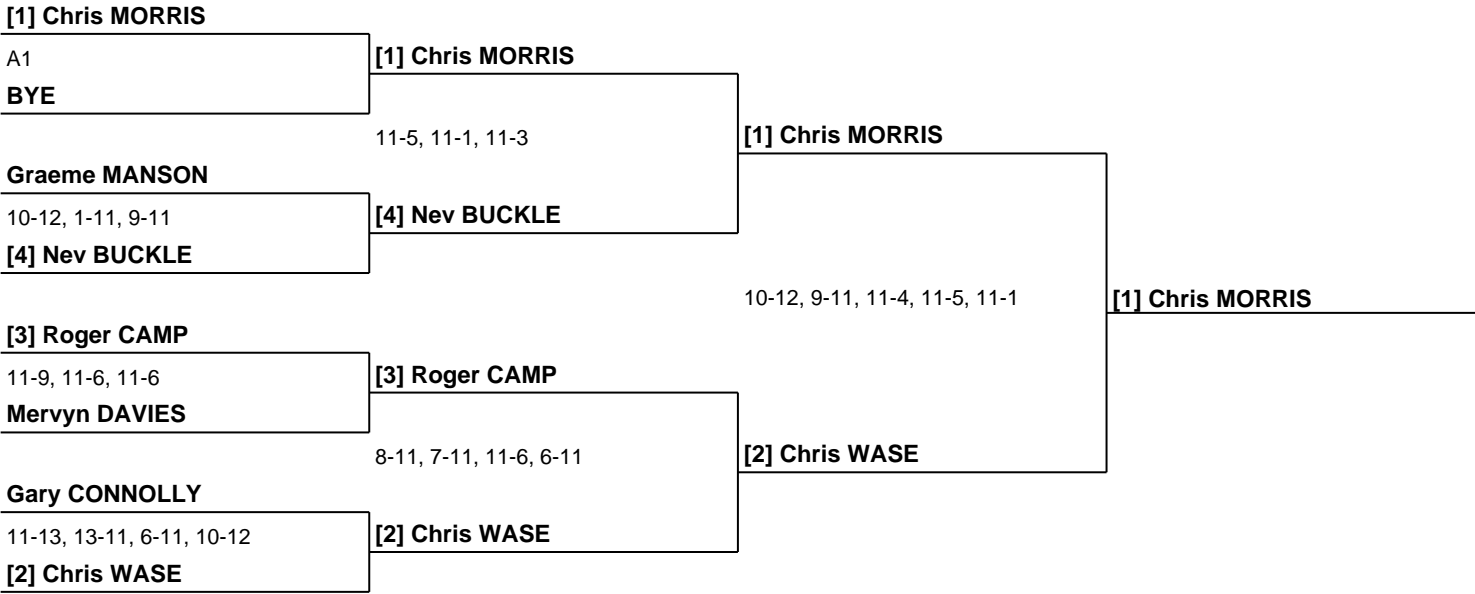 [1] Chris MORRIS
A1
BYE
[1] Chris MORRIS
11-5, 11-1, 11-3
Graeme MANSON
10-12, 1-11, 9-11
[4] Nev BUCKLE
[4] Nev BUCKLE
[1] Chris MORRIS
10-12, 9-11, 11-4, 11-5, 11-1
[1] Chris MORRIS
[3] Roger CAMP
11-9, 11-6, 11-6
Mervyn DAVIES
[3] Roger CAMP
8-11, 7-11, 11-6, 6-11
[2] Chris WASE
Gary CONNOLLY
11-13, 13-11, 6-11, 10-12
[2] Chris WASE
[2] Chris WASE